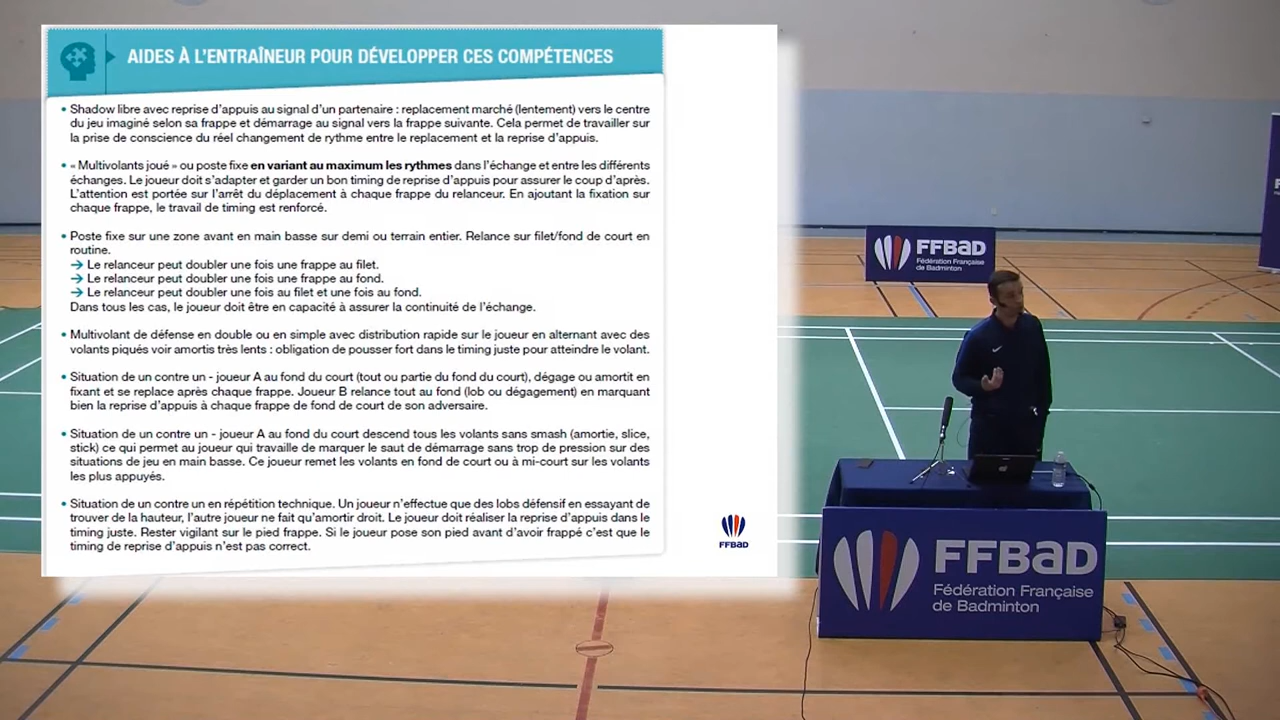 AIDES À L'ENTRAÎNEUR POUR DÉVELOPPER CES COMPÉTENCES
• Shadow libre avec reprise d'appuis au signal d'un partenaire : replacement marché (lentement) vers le centre
du jeu imaginé selon sa frappe et démarrage au signal vers la frappe suivante. Cela permet de travailler sur
la prise de conscience du réel changement de rythme entre le replacement et la reprise d'appuis.
• « Multivolants joué » ou poste fixe en variant au maximum les rythmes dans l'échange et entre les différents
échanges. Le joueur doit s'adapter et garder un bon timing de reprise d'appuis pour assurer le coup d'après.
L'attention est portée sur l'arrêt du déplacement à chaque frappe du relanceur. En ajoutant la fixation sur
chaque frappe, le travail de timing est renforcé.
• Poste fixe sur une zone avant en main basse sur demi ou terrain entier. Relance sur filet/fond de court en
routine.
→ Le relanceur peut doubler une fois une frappe au filet.
→ Le relanceur peut doubler une fois une frappe au fond.
→ Le relanceur peut doubler une fois au filet et une fois au fond.
Dans tous les cas, le joueur doit être en capacité à assurer la continuité de l'échange.
• Multivolant de défense en double ou en simple avec distribution rapide sur le joueur en alternant avec des
volants piqués voir amortis très lents : obligation de pousser fort dans le timing juste pour atteindre le volant.
• Situation de un contre un - joueur A au fond du court (tout ou partie du fond du court), dégage ou amortit en
fixant et se replace après chaque frappe. Joueur B relance tout au fond (lob ou dégagement) en marquant
bien la reprise d'appuis à chaque frappe de fond de court de son adversaire.
• Situation de un contre un - joueur A au fond du court descend tous les volants sans smash (amortie, slice,
stick) ce qui permet au joueur qui travaille de marquer le saut de démarrage sans trop de pression sur des
situations de jeu en main basse. Ce joueur remet les volants en fond de court ou à mi-court sur les volants
les plus appuyés.
• Situation de un contre un en répétition technique. Un joueur n'effectue que des lobs défensif en essayant de
trouver de la hauteur, l'autre joueur ne fait qu'amortir droit. Le joueur doit réaliser la reprise d'appuis dans le
timing juste. Rester vigilant sur le pied frappe. Si le joueur pose son pied avant d'avoir frappé c'est que le
timing de reprise d'appuis n'est pas correct.
FFBaD
FFBaD
Fédération Française
de Badminton
FFBaD
Fédération Française
de Badminton